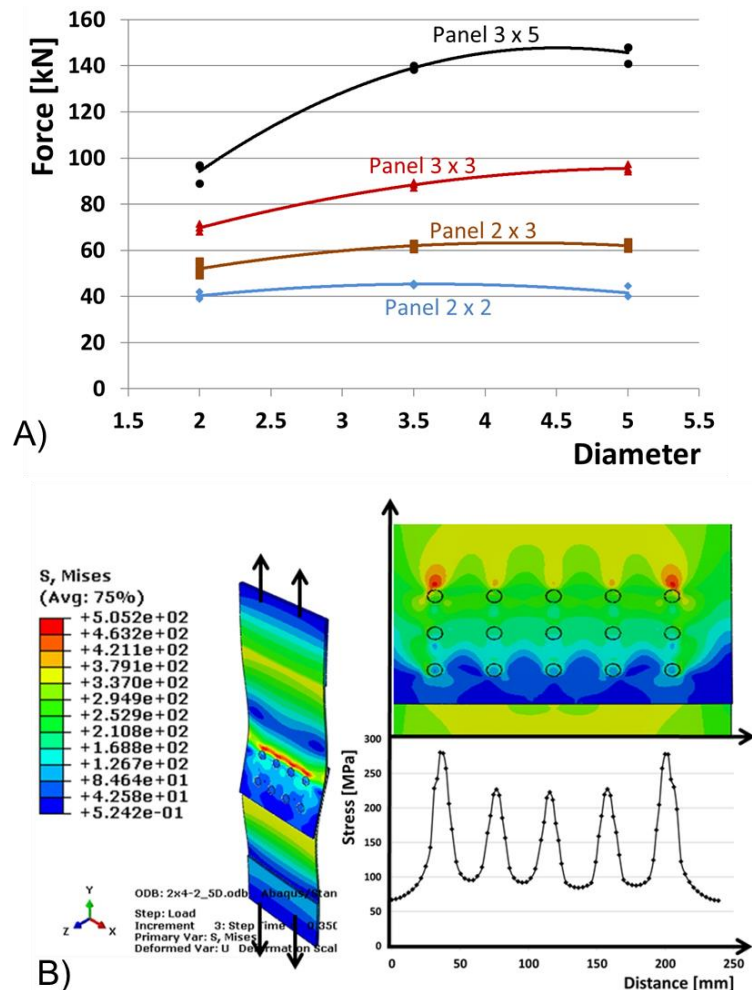 Force [kN]
160
140
120
100
80
60
40
20
0
Panel 3 x 5
Panel 3 x 3
Panel 2 x 3
Panel 2 x 2
1.5 2 2.5 3 3.5 4 4.5 5 5.5
Diameter
A)
S, Mises
(Avg: 75%)
+5.052e+02
+4.632e+02
+4.211e+02
+3.791e+02
+3.370e+02
+2.949e+02
+2.529e+02
+2.108e+02
+1.688e+02
+1.267e+02
+8.464e+01
+4.258e+01
+5.242e-01
Y
Z X
ODB: 2x4-2_5D.odb Abaqus/Stan
Step: Load
Increment 3: Step Time
Primary Var: S, Mises
Deformed Var: U Deformation Scal
Stress [MPa]
300
250
200
150
100
50
0
0 50 100 150 200 250
Distance [mm]
B)